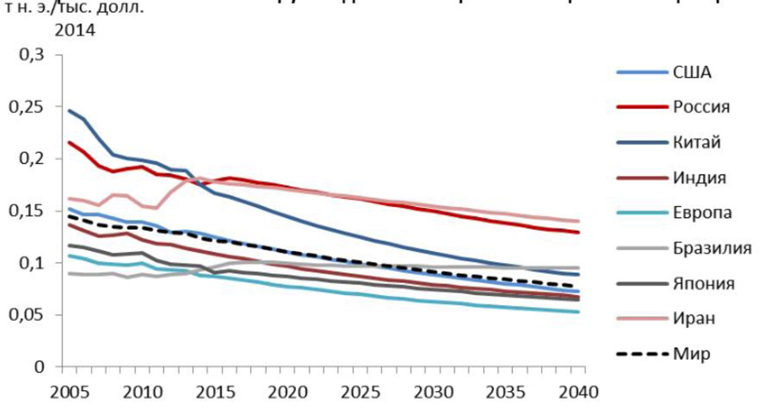 т н. э./тыс. долл.
2014
0,3
0,25
0,2
0,15
0,1
0,05
0
2005 2010 2015 2020 2025 2030 2035 2040
США
Россия
Китай
Индия
Европа
Бразилия
Япония
Иран
Мир